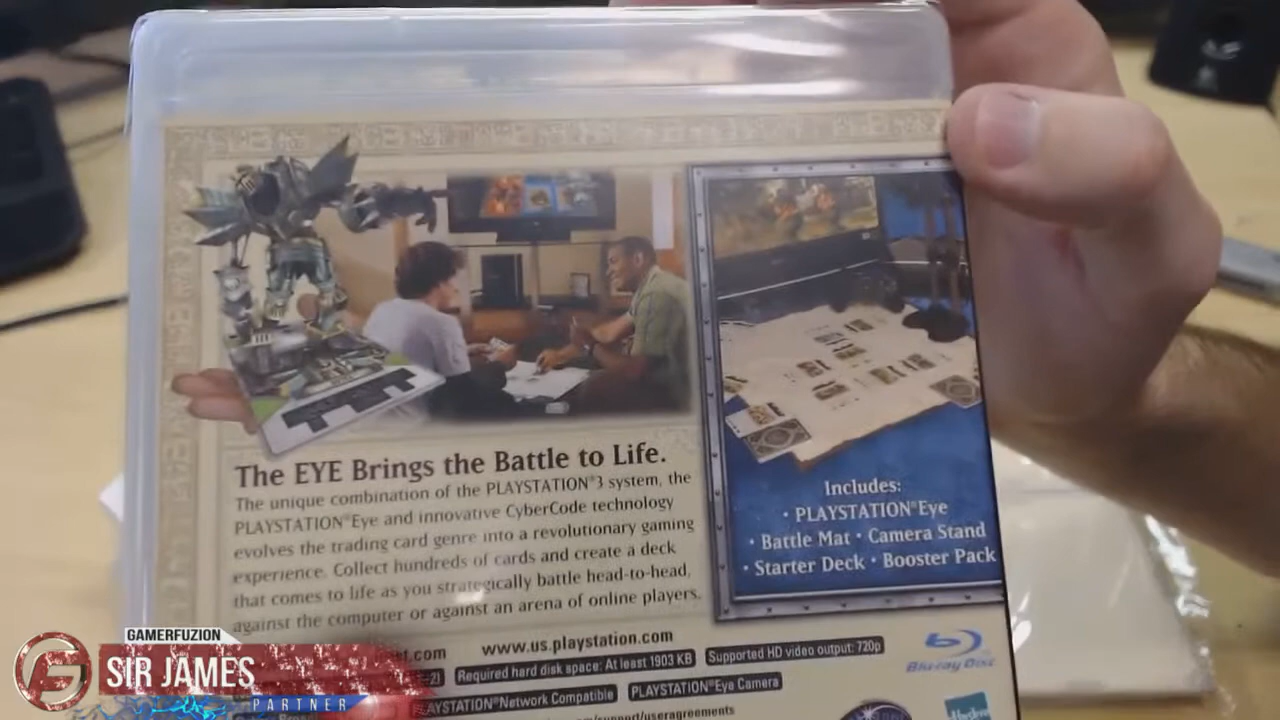 The EYE Brings the Battle to Life.
The unique combination of the PLAYSTATION®3 system, the
PLAYSTATION®Eye and innovative CyberCode technology
evolves the trading card genre into a revolutionary gaming
experience. Collect hundreds of cards and create a deck
that comes to life as you strategically battle head-to-head,
against the computer or against an arena of online players.
Includes:
• PLAYSTATION®Eye
• Battle Mat • Camera Stand
• Starter Deck • Booster Pack
www.us.playstation.com
Required hard disk space: At least 1903 KB
Supported HD video output: 720p
PLAYSTATION®Network Compatible
PLAYSTATION®Eye Camera
/support/useragreements
Blu-ray Disc
Hasbro
GAMERFUZION
SIR JAMES
PARTNER